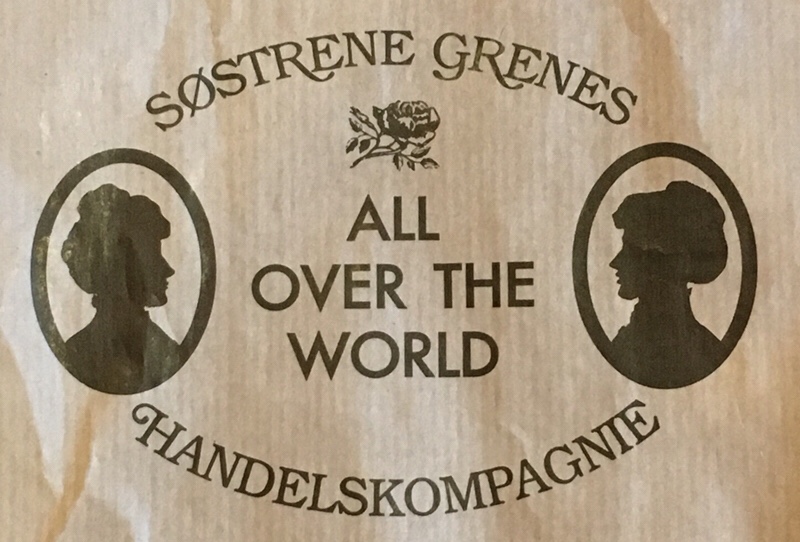 SØSTRENE GRENES
ALL
OVER THE
WORLD
HANDELSKOMPAGNIE